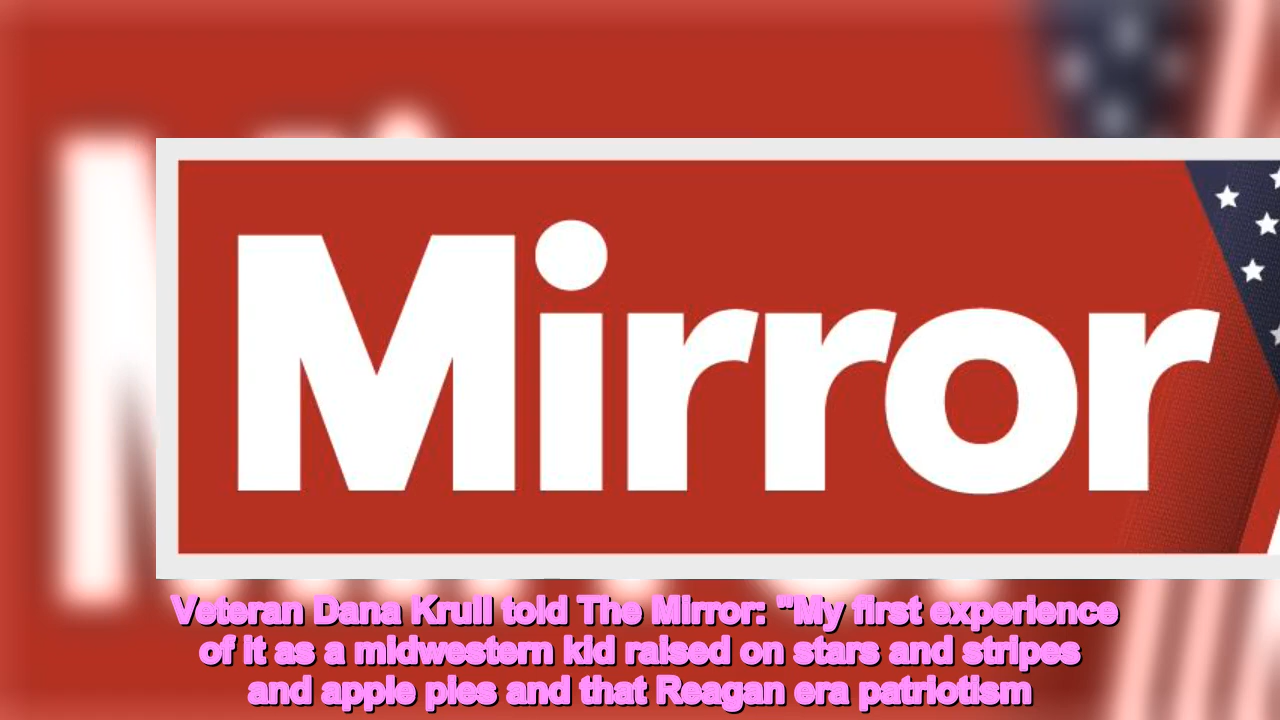 Mirror
Veteran Dana Krull told The Mirror: "My first experience
of it as a midwestern kid raised on stars and stripes
and apple pies and that Reagan era patriotism